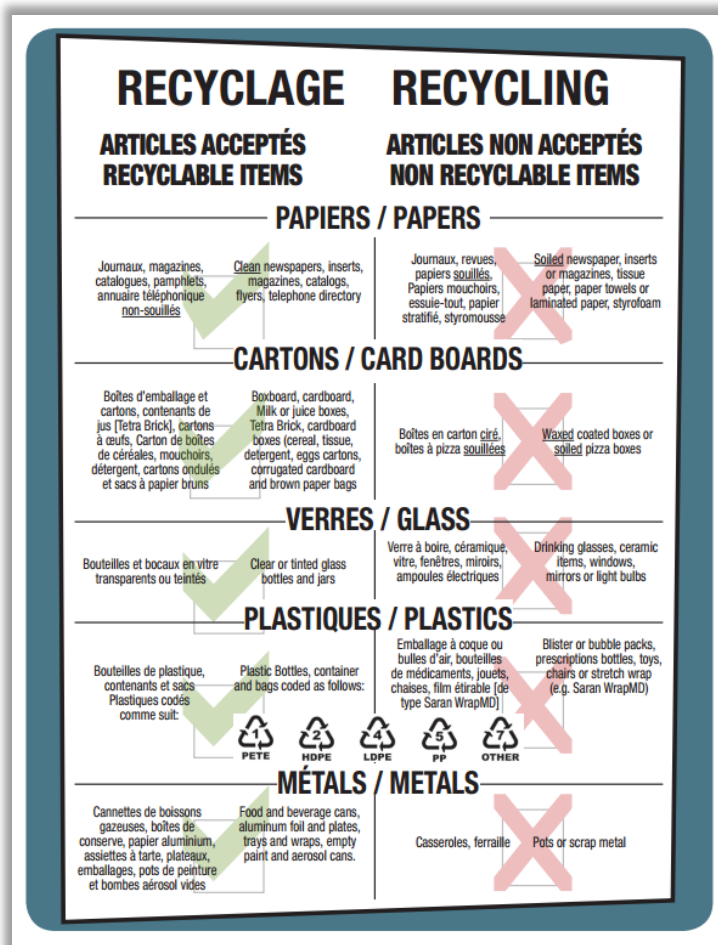 RECYCLAGE RECYCLING
ARTICLES ACCEPTÉS
RECYCLABLE ITEMS
ARTICLES NON ACCEPTÉS
NON RECYCLABLE ITEMS
PAPIERS / PAPERS
Journaux, magazines,
catalogues, pamphlets,
annuaire téléphonique
non-souillés
Clean newspapers, inserts,
magazines, catalogs,
flyers, telephone directory
Journaux, revues,
papiers souillés,
Papiers mouchoirs,
essuie-tout, papier
stratifié, styromousse
Soiled newspaper, inserts
or magazines, tissue
paper, paper towels or
laminated paper, styrofoam
CARTONS / CARD BOARDS
Boîtes d'emballage et
cartons, contenants de
jus [Tetra Brick], cartons
à œufs, Carton de boîtes
de céréales, mouchoirs,
détergent, cartons ondulés
et sacs à papier bruns
Boxboard, cardboard,
Milk or juice boxes,
Tetra Brick, cardboard
boxes (cereal, tissue,
detergent, eggs cartons,
corrugated cardboard
and brown paper bags
Boîtes en carton ciré,
boîtes à pizza souillées
Waxed coated boxes or
soiled pizza boxes
VERRES / GLASS
Bouteilles et bocaux en vitre
transparents ou teintés
Clear or tinted glass
bottles and jars
Verre à boire, céramique,
vitre, fenêtres, miroirs,
ampoules électriques
Drinking glasses, ceramic
items, windows,
mirrors or light bulbs
PLASTIQUES / PLASTICS
Bouteilles de plastique,
contenants et sacs
Plastiques codés
comme suit:
Plastic Bottles, container
and bags coded as follows:
Emballage à coque ou
bulles d'air, bouteilles
de médicaments, jouets,
chaises, film étirable [de
type Saran WrapMD]
Blister or bubble packs,
prescriptions bottles, toys,
chairs or stretch wrap
(e.g. Saran WrapMD)
1 2 4 5 7
PETE HDPE LDPE PP OTHER
MÉTALS / METALS
Cannettes de boissons
gazeuses, boîtes de
conserve, papier aluminium,
assiettes à tarte, plateaux,
emballages, pots de peinture
et bombes aérosol vides
Food and beverage cans,
aluminum foil and plates,
trays and wraps, empty
paint and aerosol cans.
Casseroles, ferraille
Pots or scrap metal